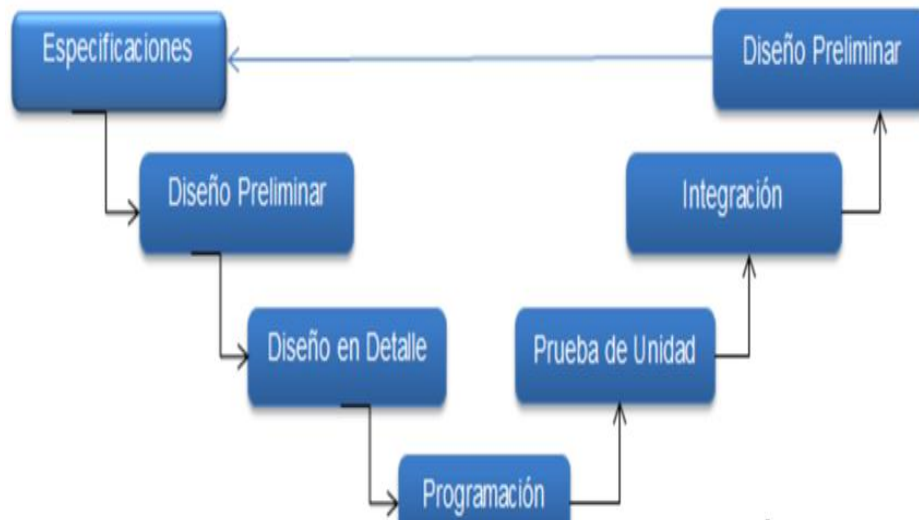 Especificaciones
Diseño Preliminar
Diseño Preliminar
Integración
Diseño en Detalle
Prueba de Unidad
Programación